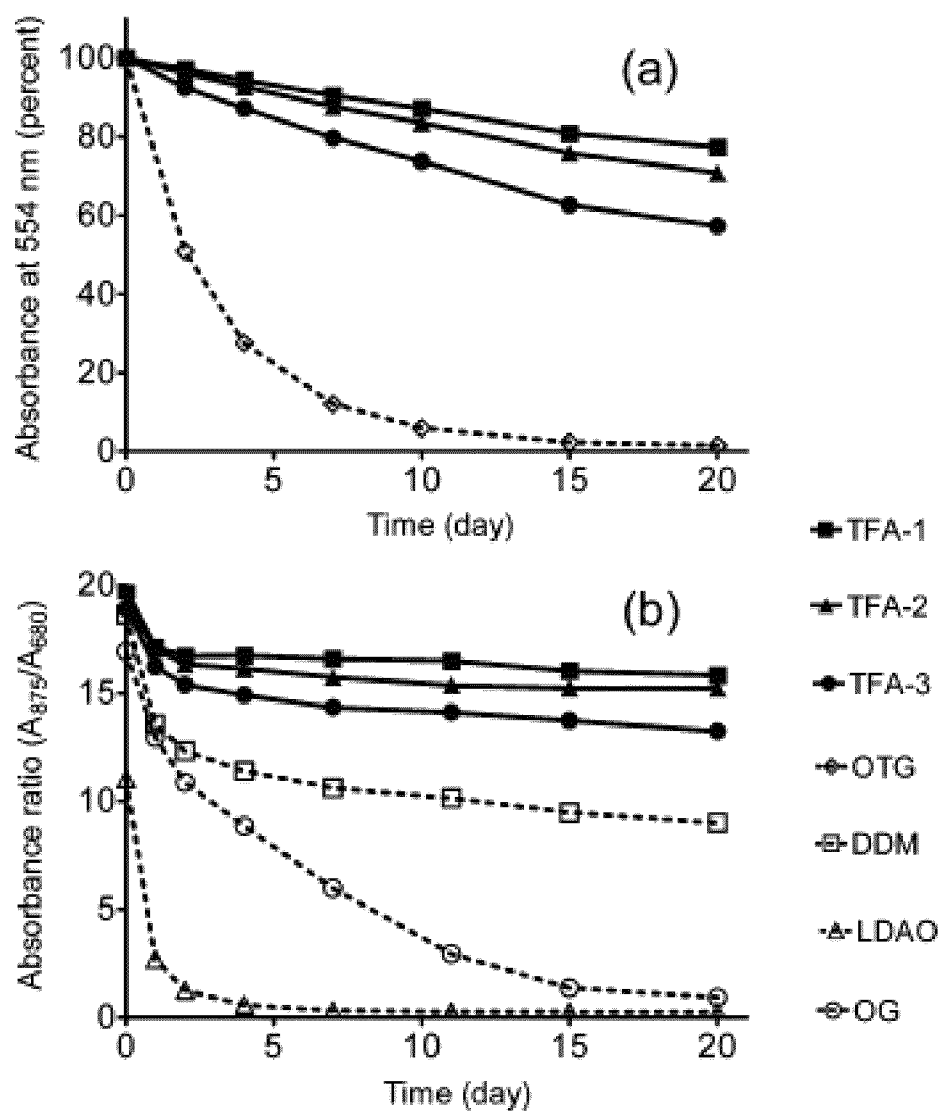 (a)
Absorbance at 554 nm (percent)
100
80
60
40
20
0
0 5 10 15 20
Time (day)
(b)
Absorbance ratio (A875/A680)
20
15
10
5
0
0 5 10 15 20
Time (day)
TFA-1
TFA-2
TFA-3
OTG
DDM
LDAO
OG